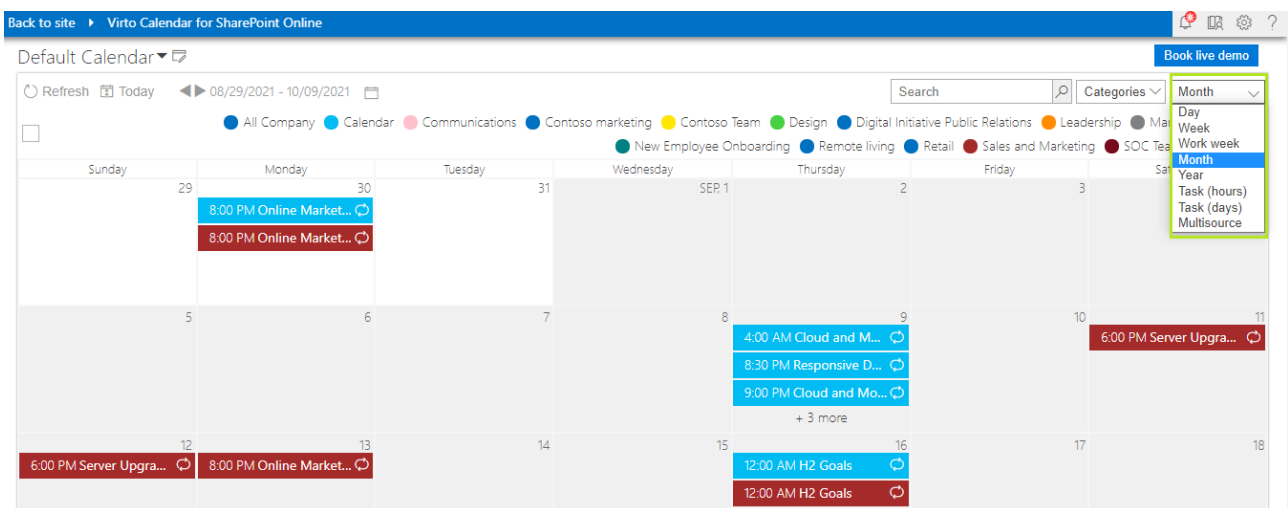 Back to site Virto Calendar for SharePoint Online ?
Default Calendar Book live demo
Refresh Today 08/29/2021 - 10/09/2021 Search Categories Month
All Company Calendar Communications Contoso marketing Contoso Team Design Digital Initiative Public Relations
New Employee Onboarding Remote living Retail Sales and Marketing SOC
Day
Week
Work week
Month
Year
Task (hours)
Task (days)
Multisource
Sunday Monday Tuesday Wednesday Thursday Friday
29 30 31 SEP. 1 2 3
8:00 PM Online Market...
8:00 PM Online Market...
5 6 7 8 9 10 11
4:00 AM Cloud and M... 6:00 PM Server Upgra...
8:30 PM Responsive D...
9:00 PM Cloud and Mo...
+ 3 more
12 13 14 15 16 17 18
6:00 PM Server Upgra... 8:00 PM Online Market... 12:00 AM H2 Goals
12:00 AM H2 Goals